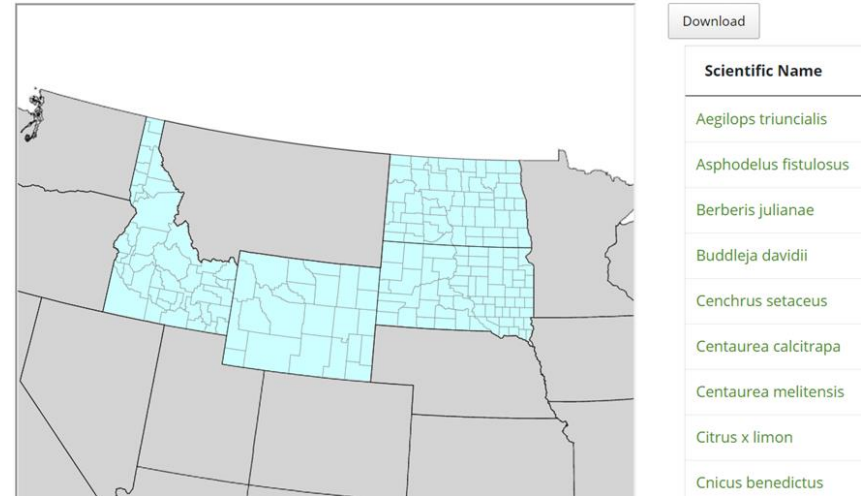 Download
Scientific Name
Aegilops triuncialis
Asphodelus fistulosus
Berberis julianae
Buddleja davidii
Cenchrus setaceus
Centaurea calcitrapa
Centaurea melitensis
Citrus x limon
Cnicus benedictus